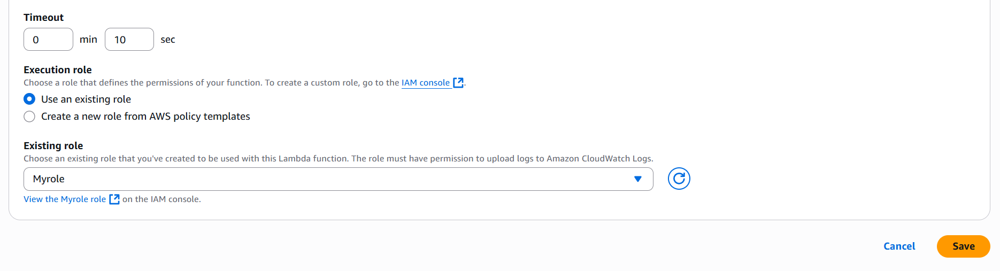 Timeout
0 min 10 sec
Execution role
Choose a role that defines the permissions of your function. To create a custom role, go to the IAM console.
Use an existing role
Create a new role from AWS policy templates
Existing role
Choose an existing role that you've created to be used with this Lambda function. The role must have permission to upload logs to Amazon CloudWatch Logs.
Myrole
View the Myrole role on the IAM console.
Cancel Save